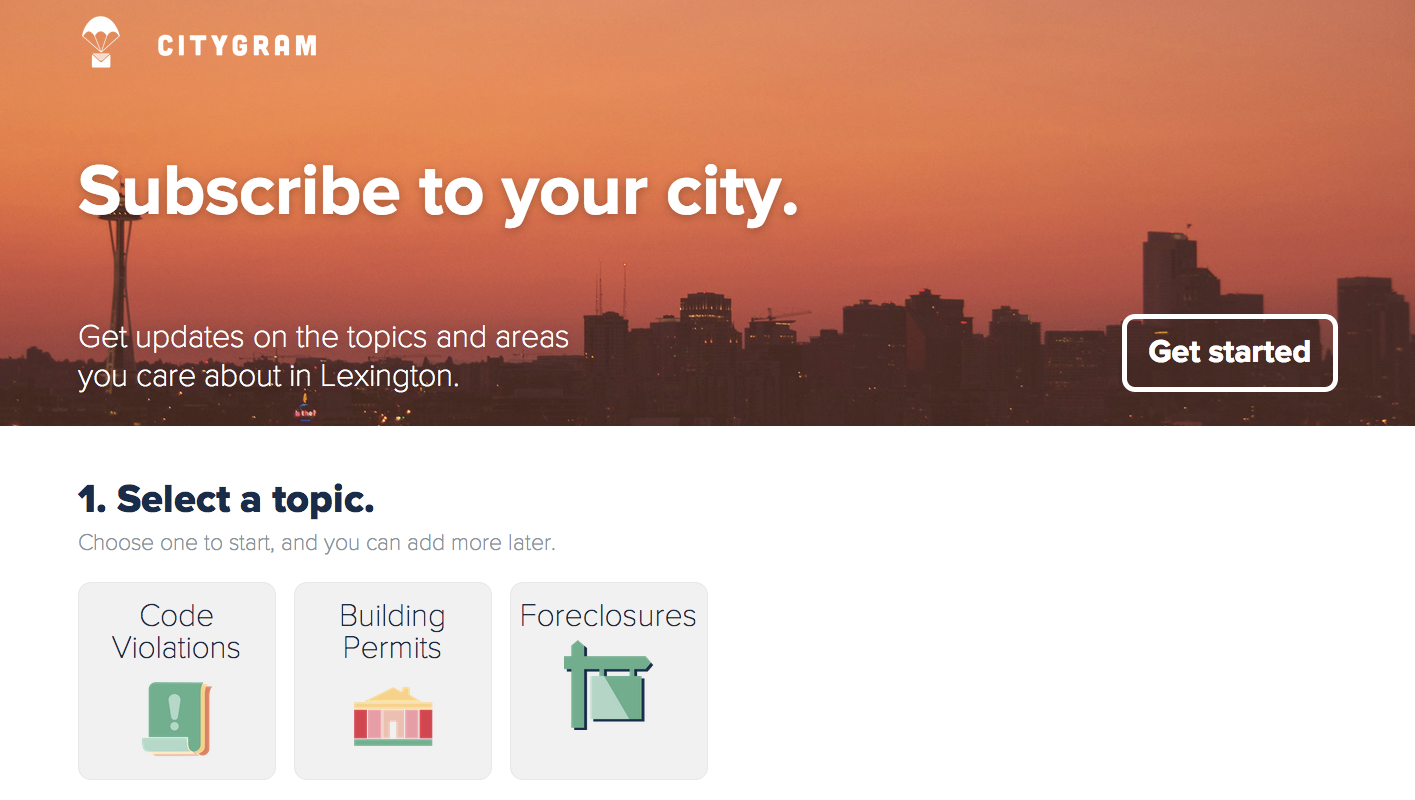 CITYGRAM
Subscribe to your city.
Get updates on the topics and areas
you care about in Lexington.
Get started
1. Select a topic.
Choose one to start, and you can add more later.
Code
Violations
Building
Permits
Foreclosures